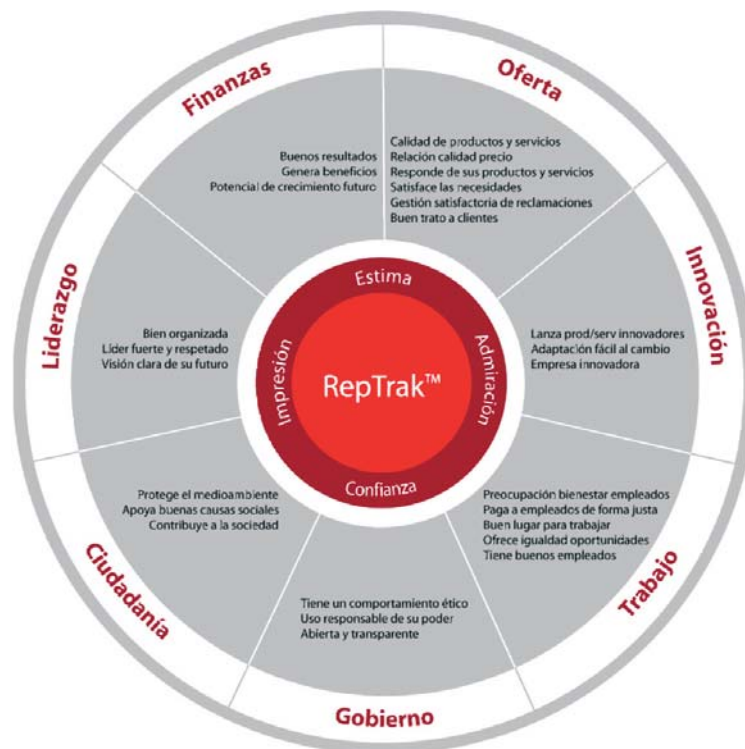 Finanzas
Buenos resultados
Genera beneficios
Potencial de crecimiento futuro
Oferta
Calidad de productos y servicios
Relación calidad precio
Responde de sus productos y servicios
Satisface las necesidades
Gestión satisfactoria de reclamaciones
Buen trato a clientes
Innovación
Lanza prod/serv innovadores
Adaptación fácil al cambio
Empresa innovadora
Trabajo
Preocupación bienestar empleados
Paga a empleados de forma justa
Buen lugar para trabajar
Ofrece igualdad oportunidades
Tiene buenos empleados
Gobierno
Tiene un comportamiento ético
Uso responsable de su poder
Abierta y transparente
Ciudadanía
Protege el medioambiente
Apoya buenas causas sociales
Contribuye a la sociedad
Liderazgo
Bien organizada
Líder fuerte y respetado
Visión clara de su futuro
Estima
Admiración
Confianza
Impresión
RepTrak™